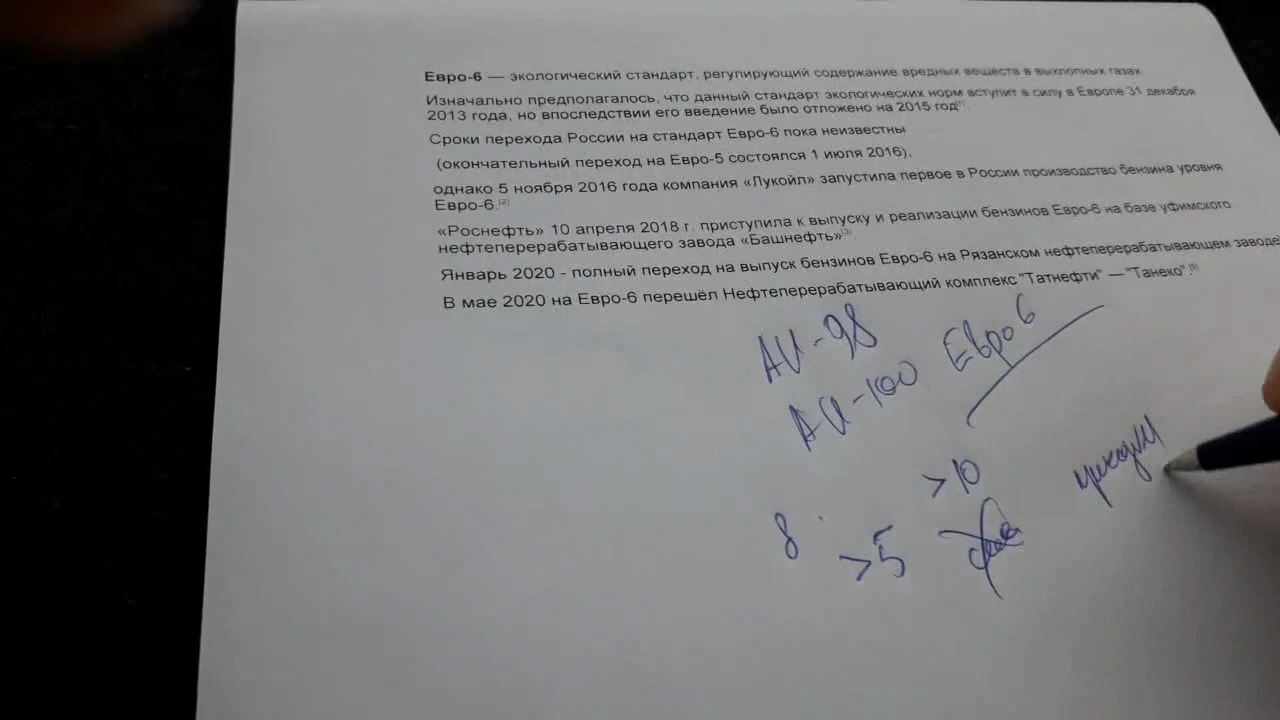 Евро-6 — экологический стандарт, регулирующий содержание вредных веществ в выхлопных газах.
Изначально предполагалось, что данный стандарт экологических норм вступит в силу в Европе 31 декабря
2013 года, но впоследствии его введение было отложено на 2015 год[1].
Сроки перехода России на стандарт Евро-6 пока неизвестны
(окончательный переход на Евро-5 состоялся 1 июля 2016),
однако 5 ноября 2016 года компания «Лукойл» запустила первое в России производство бензина уровня
Евро-6.[2]
«Роснефть» 10 апреля 2018 г. приступила к выпуску и реализации бензинов Евро-6 на базе уфимского
нефтеперерабатывающего завода «Башнефть»[3].
Январь 2020 - полный переход на выпуск бензинов Евро-6 на Рязанском нефтеперерабатывающем заводе
В мае 2020 на Евро-6 перешёл Нефтеперерабатывающий комплекс "Татнефти" — "Танеко".[5]
АИ-98
АИ-100 Евро 6
>10
8 >5